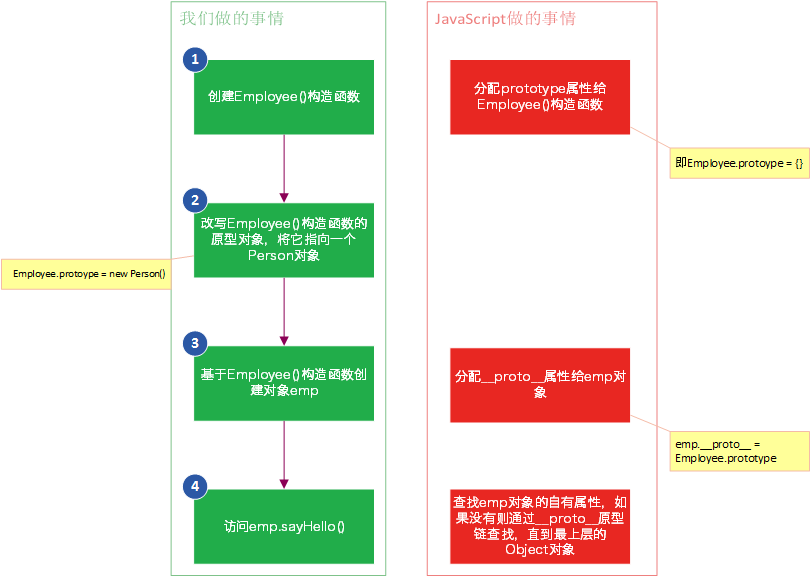 我们做的事情
JavaScript做的事情
1
创建Employee()构造函数
分配prototype属性给
Employee()构造函数
即Employee.protoype = {}
2
改写Employee()构造函数的
原型对象，将它指向一个
Person对象
Employee.protoype = new Person()
3
基于Employee()构造函数创
建对象emp
分配__proto__属性给emp对
象
emp.__proto__ =
Employee.prototype
4
访问emp.sayHello()
查找emp对象的自有属性，如
果没有则通过__proto__原型
链查找，直到最上层的
Object对象